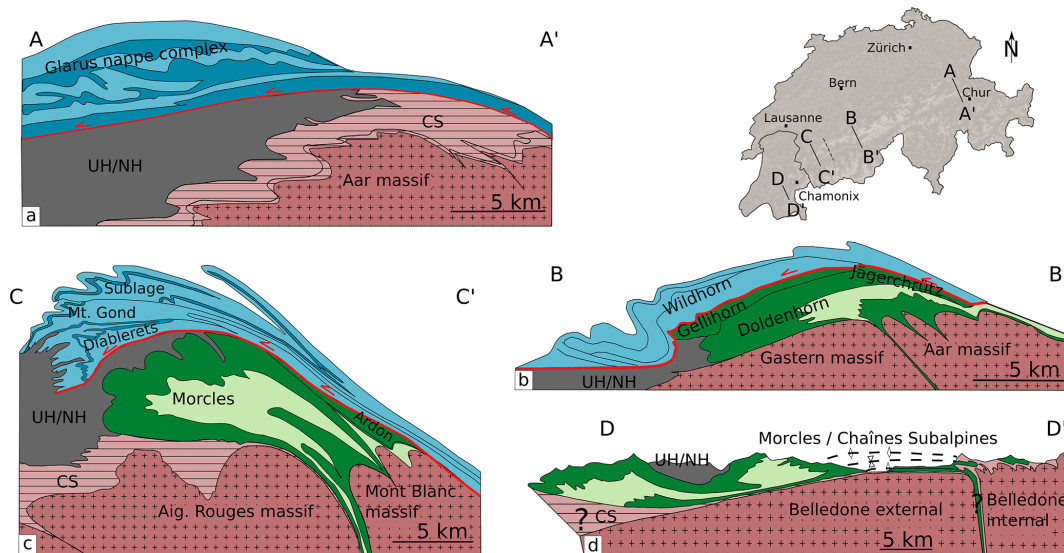 A
A'
Glarus nappe complex
CS
UH/NH
Aar massif
5 km
a
N
Zürich
Bern
A
Chur
Lausanne
A'
B
C
B'
D
C'
Chamonix
D'
C
C'
Sublage
Mt. Gond
Diablerets
UH/NH
Morcles
Ardon
CS
Mont Blanc
massif
Aig. Rouges massif
5 km
c
B
B
Jägerchrütz
Wildhorn
Gellihorn
Doldenhorn
Aar massif
Gastern massif
UH/NH
5 km
b
D
D'
Morcles / Chaînes Subalpines
UH/NH
?
CS
Belledone external
?
Belledone
internal
5 km
d